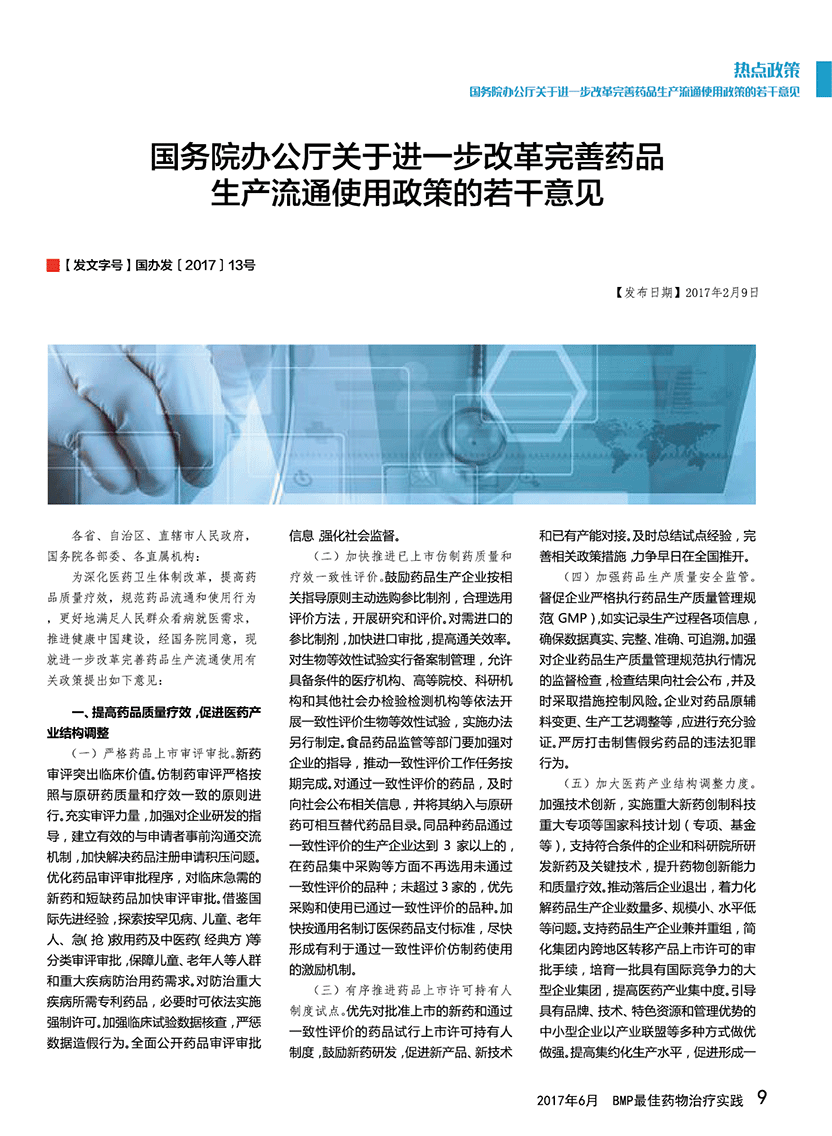 热点政策
国务院办公厅关于进一步改革完善药品生产流通使用政策的若干意见
国务院办公厅关于进一步改革完善药品
生产流通使用政策的若干意见
【发文字号】国办发〔2017〕13号
【发布日期】2017年2月9日
各省、自治区、直辖市人民政府，
国务院各部委、各直属机构：
为深化医药卫生体制改革，提高药
品质量疗效，规范药品流通和使用行为
，更好地满足人民群众看病就医需求，
推进健康中国建设，经国务院同意，现
就进一步改革完善药品生产流通使用有
关政策提出如下意见：
一、提高药品质量疗效，促进医药产
业结构调整
（一）严格药品上市审评审批。新药
审评突出临床价值。仿制药审评严格按
照与原研药质量和疗效一致的原则进
行。充实审评力量，加强对企业研发的指
导，建立有效的与申请者事前沟通交流
机制，加快解决药品注册申请积压问题。
优化药品审评审批程序，对临床急需的
新药和短缺药品加快审评审批。借鉴国
际先进经验，探索按罕见病、儿童、老年
人、急（抢）救用药及中医药（经典方）等
分类审评审批，保障儿童、老年人等人群
和重大疾病防治用药需求。对防治重大
疾病所需专利药品，必要时可依法实施
强制许可。加强临床试验数据核查，严惩
数据造假行为。全面公开药品审评审批
信息，强化社会监督。
（二）加快推进已上市仿制药质量和
疗效一致性评价。鼓励药品生产企业按相
关指导原则主动选购参比制剂，合理选用
评价方法，开展研究和评价。对需进口的
参比制剂，加快进口审批，提高通关效率。
对生物等效性试验实行备案制管理，允许
具备条件的医疗机构、高等院校、科研机
构和其他社会办检验检测机构等依法开
展一致性评价生物等效性试验，实施办法
另行制定。食品药品监管等部门要加强对
企业的指导，推动一致性评价工作任务按
期完成。对通过一致性评价的药品，及时
向社会公布相关信息，并将其纳入与原研
药可相互替代药品目录。同品种药品通过
一致性评价的生产企业达到 3 家以上的，
在药品集中采购等方面不再选用未通过
一致性评价的品种；未超过 3 家的，优先
采购和使用已通过一致性评价的品种。加
快按通用名制订医保药品支付标准，尽快
形成有利于通过一致性评价仿制药使用
的激励机制。
（三）有序推进药品上市许可持有人
制度试点。优先对批准上市的新药和通过
一致性评价的药品试行上市许可持有人
制度，鼓励新药研发，促进新产品、新技术
和已有产能对接。及时总结试点经验，完
善相关政策措施，力争早日在全国推开。
（四）加强药品生产质量安全监管。
督促企业严格执行药品生产质量管理规
范（GMP），如实记录生产过程各项信息，
确保数据真实、完整、准确、可追溯。加强
对企业药品生产质量管理规范执行情况
的监督检查，检查结果向社会公布，并及
时采取措施控制风险。企业对药品原辅
料变更、生产工艺调整等，应进行充分验
证。严厉打击制售假劣药品的违法犯罪
行为。
（五）加大医药产业结构调整力度。
加强技术创新，实施重大新药创制科技
重大专项等国家科技计划（专项、基金
等），支持符合条件的企业和科研院所研
发新药及关键技术，提升药物创新能力
和质量疗效。推动落后企业退出，着力化
解药品生产企业数量多、规模小、水平低
等问题。支持药品生产企业兼并重组，简
化集团内跨地区转移产品上市许可的审
批手续，培育一批具有国际竞争力的大
型企业集团，提高医药产业集中度。引导
具有品牌、技术、特色资源和管理优势的
中小型企业以产业联盟等多种方式做优
做强。提高集约化生产水平，促进形成一
2017年6月 BMP最佳药物治疗实践 9